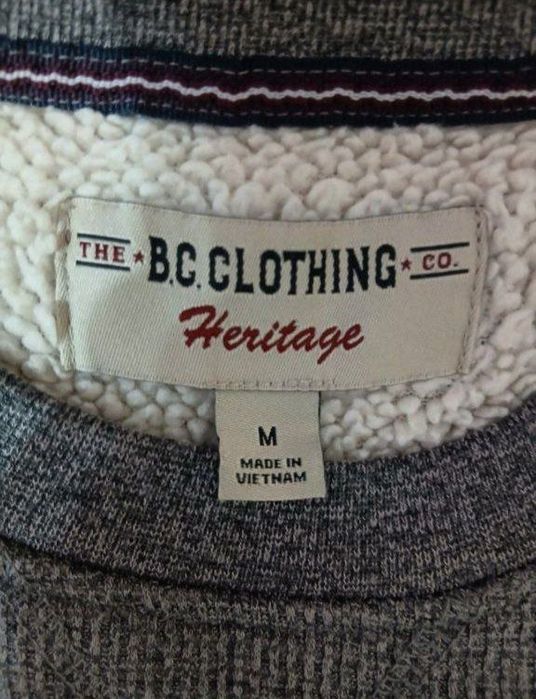 THE ★ B.C. CLOTHING ★ CO.
Heritage
M
MADE IN
VIETNAM